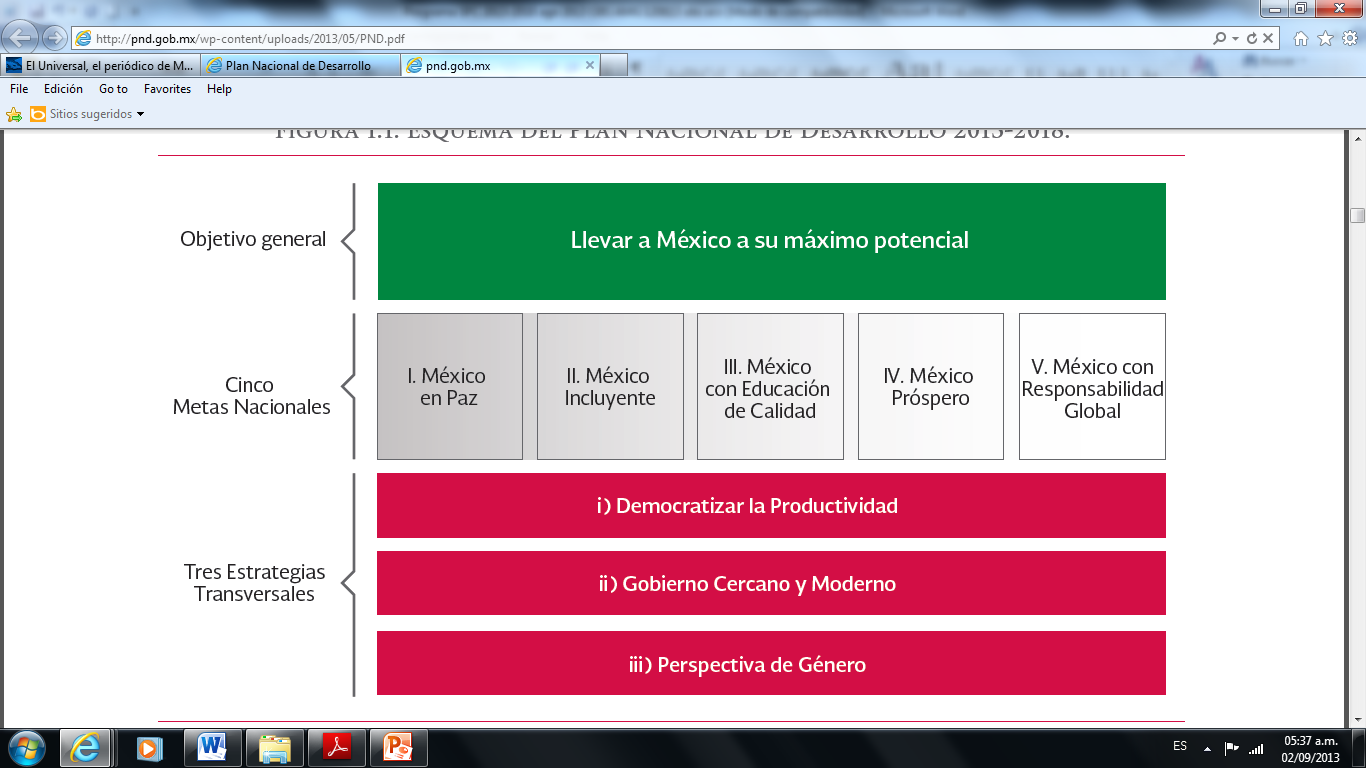 http://pnd.gob.mx/wp-content/uploads/2013/05/PND.pdf
El Universal, el periódico de M...
Plan Nacional de Desarrollo
pnd.gob.mx
File Edición Go to Favorites Help
Sitios sugeridos
FIGURA 1.1. ESQUEMA DEL PLAN NACIONAL DE DESARROLLO 2013-2018.
Objetivo general
Llevar a México a su máximo potencial
Cinco
Metas Nacionales
I. México
en Paz
II. México
Incluyente
III. México
con Educación
de Calidad
IV. México
Próspero
V. México con
Responsabilidad
Global
Tres Estrategias
Transversales
i) Democratizar la Productividad
ii) Gobierno Cercano y Moderno
iii) Perspectiva de Género
ES
05:37 a.m.
02/09/2013